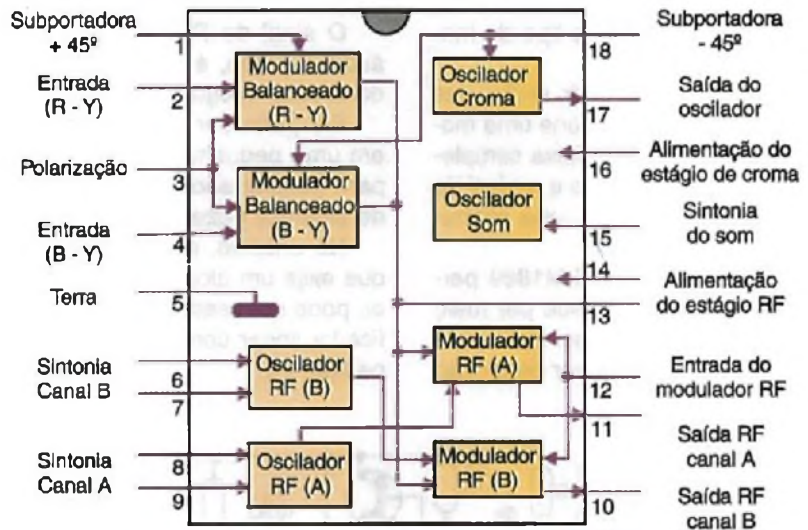 Subportadora
+ 45º
1
Entrada
(R - Y)
2
Polarização
3
Entrada
(B - Y)
4
Terra
5
Sintonia
Canal B
6
7
Sintonia
Canal A
8
9
Modulador
Balanceado
(R - Y)
Modulador
Balanceado
(B - Y)
Oscilador
RF (B)
Oscilador
RF (A)
Oscilador
Croma
Oscilador
Som
Modulador
RF (A)
Modulador
RF (B)
Subportadora
- 45º
18
Saída do
oscilador
17
Alimentação do
estágio de croma
16
Sintonia
do som
15
14
Alimentação
do estágio RF
13
Entrada do
modulador RF
12
11
Saída RF
canal A
10
Saída RF
canal B